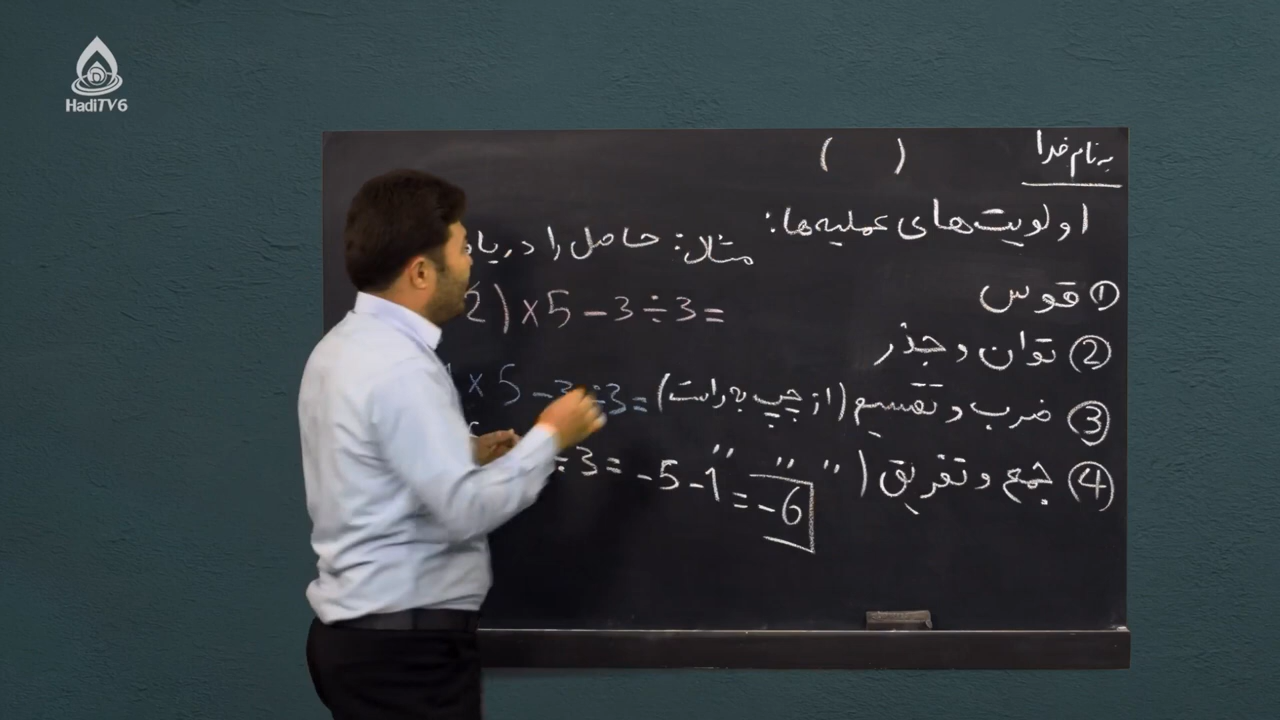 HadiTV6
به نام خدا
(    )
اولویت‌های عملیه‌ها:
① قوس
② توان و جذر
③ ضرب و تقسیم (از چپ به راست)
④ جمع و تفریق ( " " "
مثال: حاصل را
2) × 5 - 3 ÷ 3 =
× 5 - 3 ÷ 3 =
÷ 3 = -5 - 1 = -6